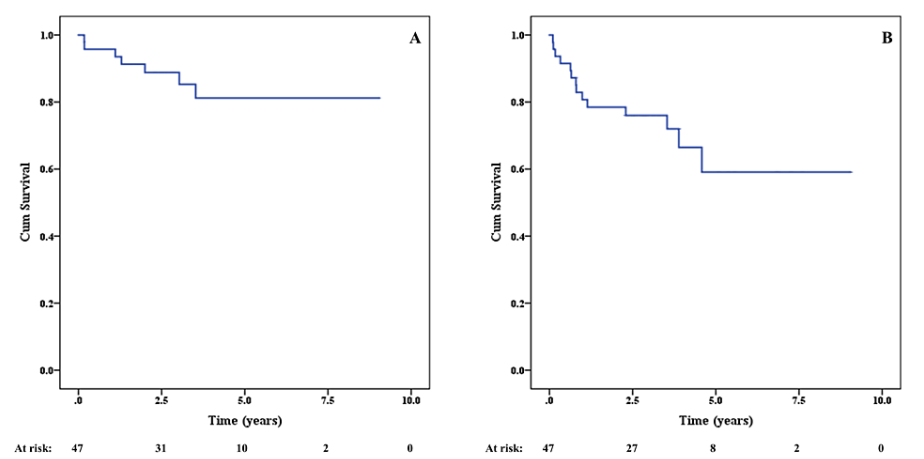 A
Cum Survival
1.0
0.8
0.6
0.4
0.2
0.0
.0 2.5 5.0 7.5 10.0
Time (years)
At risk: 47 31 10 2 0
B
Cum Survival
1.0
0.8
0.6
0.4
0.2
0.0
.0 2.5 5.0 7.5 10.0
Time (years)
At risk: 47 27 8 2 0